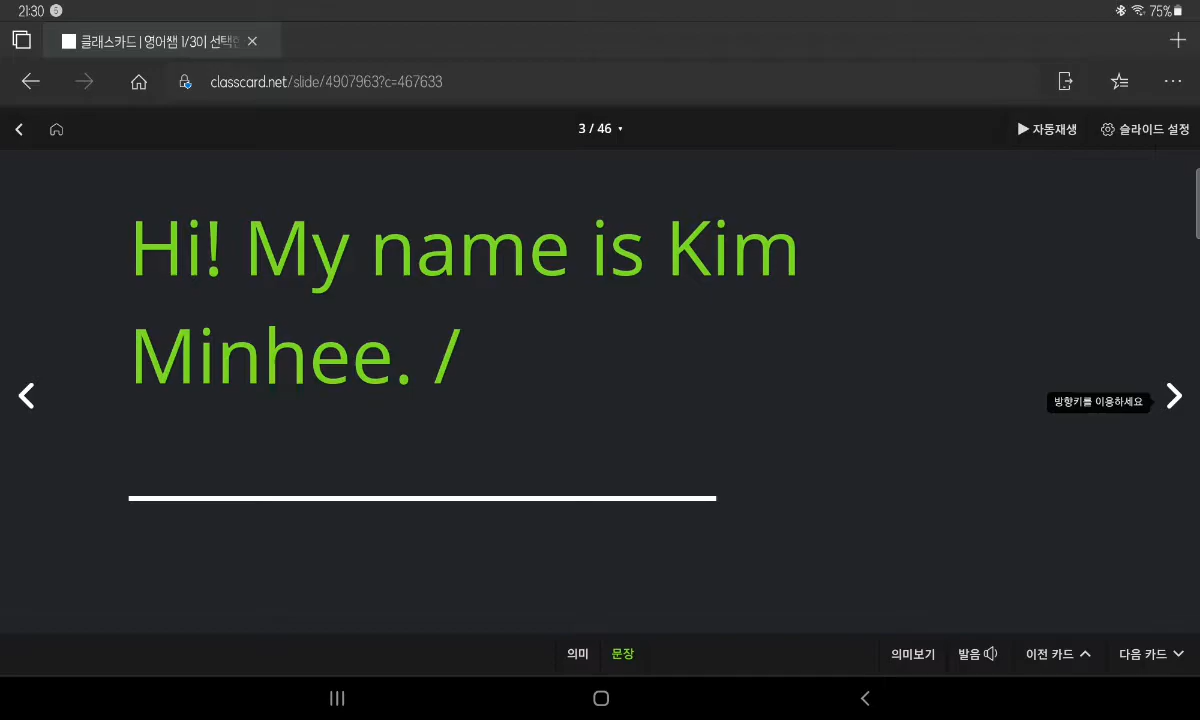 21:30
75%
클래스카드 | 영어쌤 1/3이 선택한
classcard.net/slide/4907963?c=467633
3 / 46
자동재생
슬라이드 설정
Hi! My name is Kim
Minhee. /
방향키를 이용하세요
의미
문장
의미보기
발음
이전 카드
다음 카드